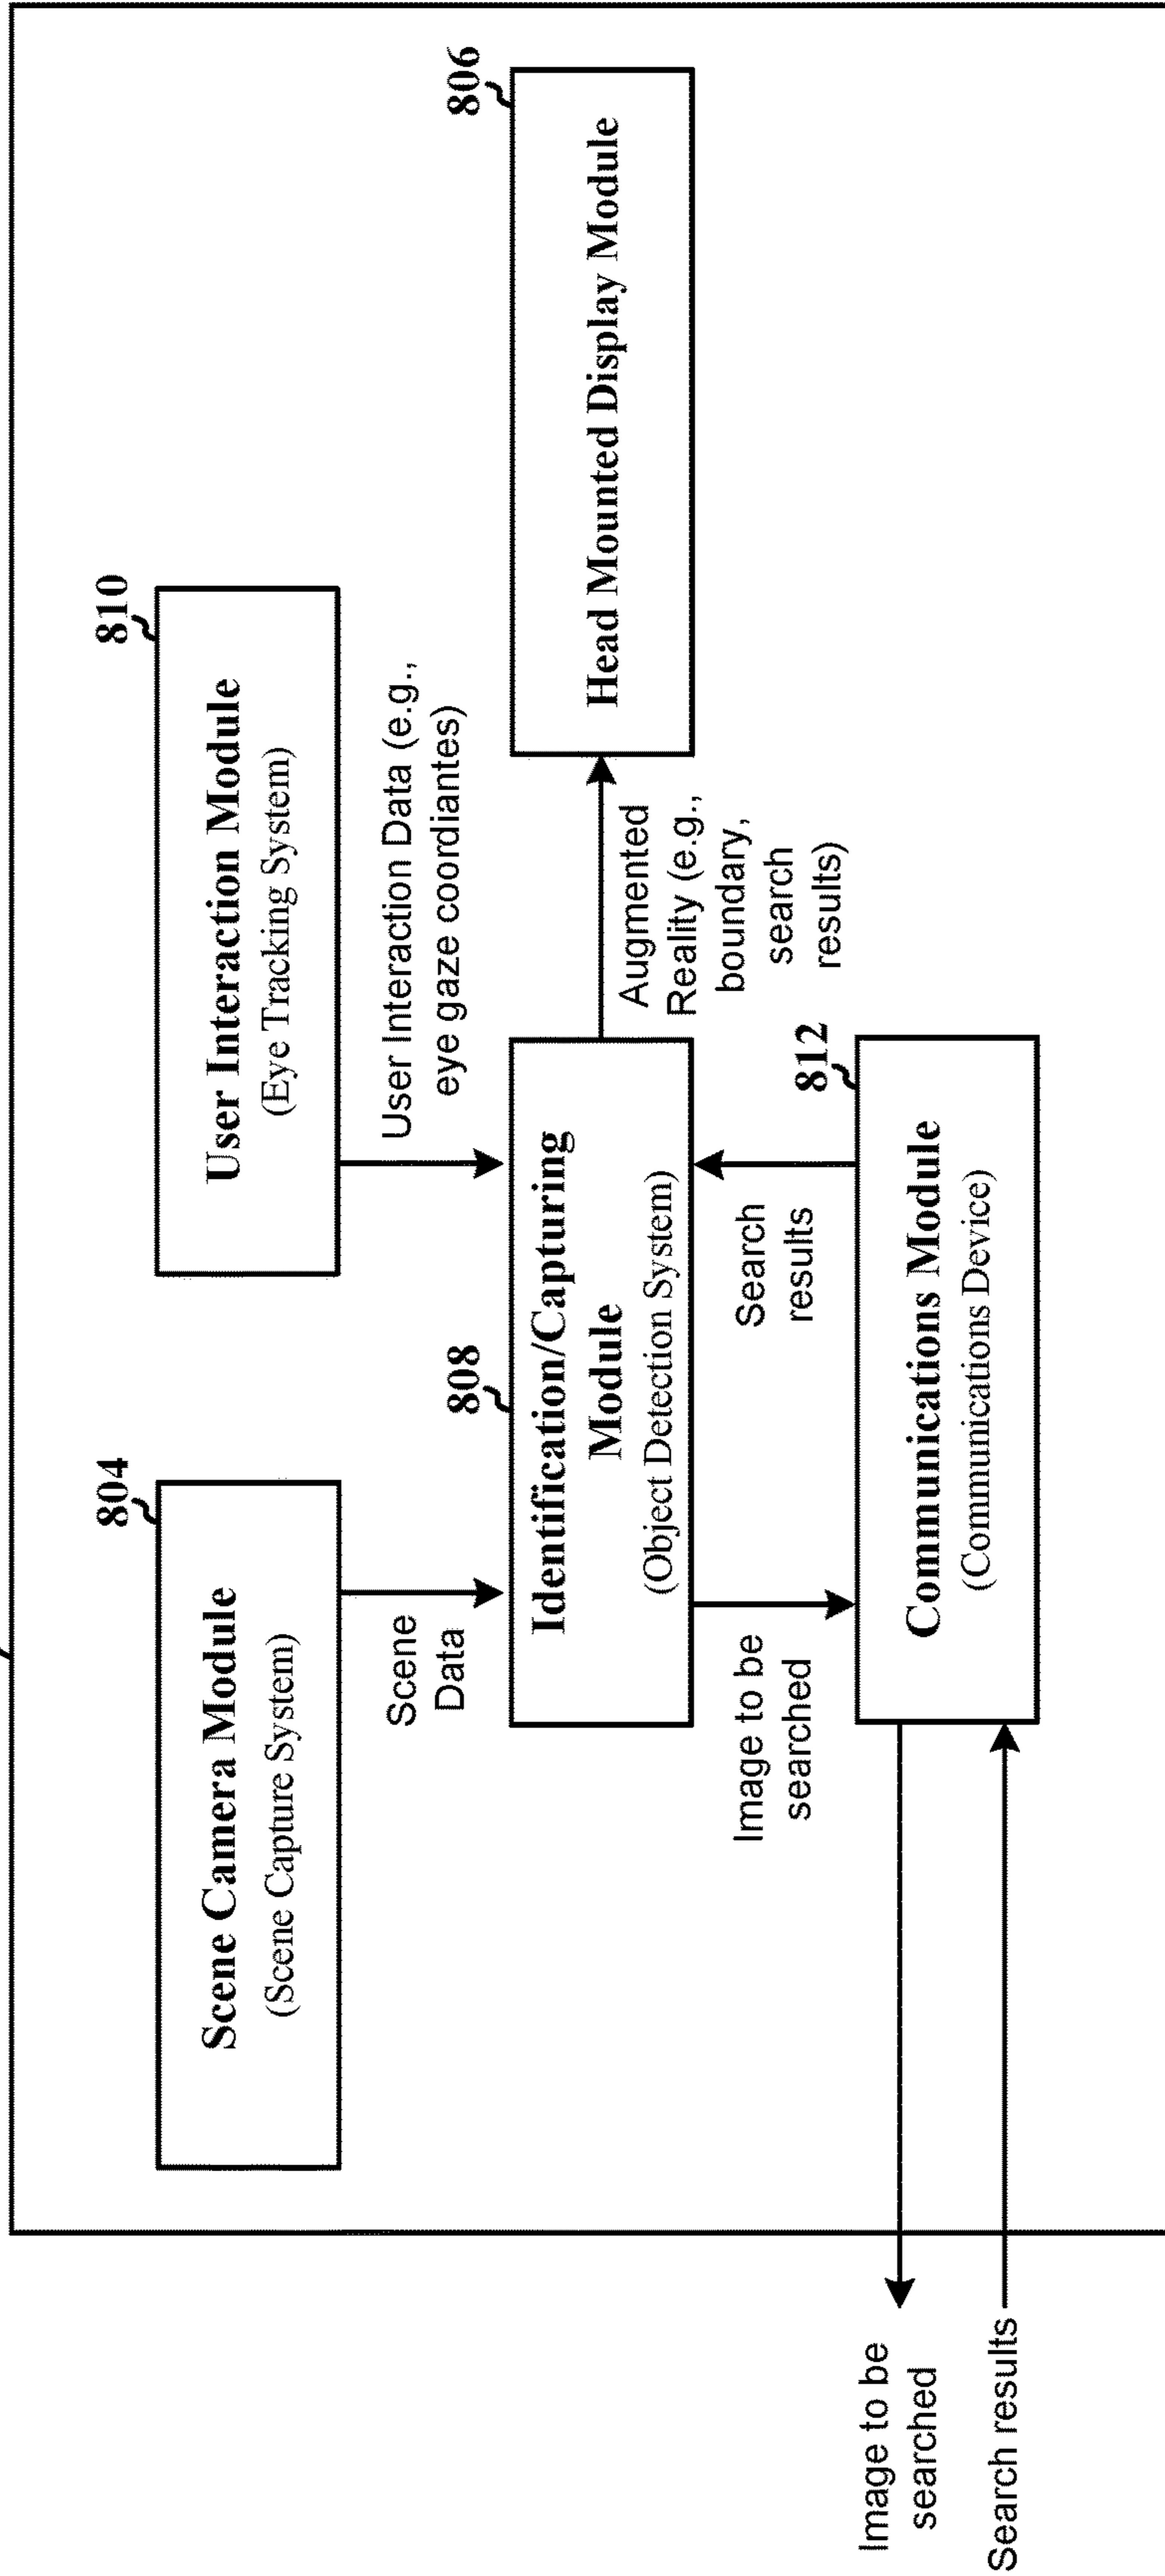 804
Scene Camera Module
(Scene Capture System)
810
User Interaction Module
(Eye Tracking System)
Scene
Data
User Interaction Data (e.g.,
eye gaze coordiantes)
808
Identification/Capturing
Module
(Object Detection System)
Augmented
Reality (e.g.,
boundary,
search
results)
806
Head Mounted Display Module
Image to be
searched
Search
results
812
Communications Module
(Communications Device)
Image to be
searched
Search results